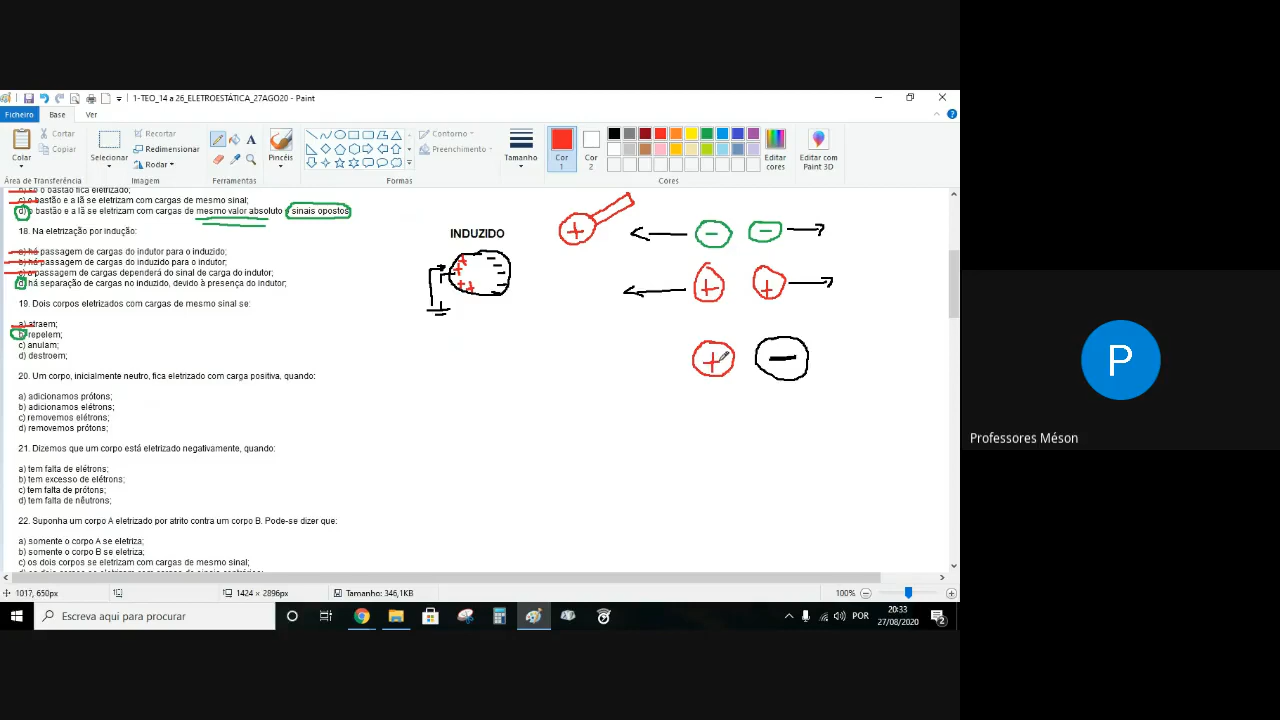 1-TEO_14 a 26_ELETROESTÁTICA_27AGO20 - Paint
Ficheiro Base Ver
Colar
Cortar
Copiar
Área de Transferência
Selecionar
Recortar
Redimensionar
Rodar
Imagem
A
Ferramentas
Pincéis
Contorno
Preenchimento
Formas
Tamanho
Cor 1
Cor 2
Editar cores
Cores
Editar com Paint 3D
b) só o bastão fica eletrizado;
c) o bastão e a lã se eletrizam com cargas de mesmo sinal;
d) o bastão e a lã se eletrizam com cargas de mesmo valor absoluto e sinais opostos
18. Na eletrização por indução:
a) há passagem de cargas do indutor para o induzido;
b) há passagem de cargas do induzido para o indutor;
c) o passagem de cargas dependerá do sinal de carga do indutor;
d) há separação de cargas no induzido, devido à presença do indutor;
19. Dois corpos eletrizados com cargas de mesmo sinal se:
a) atraem;
b) repelem;
c) anulam;
d) destroem;
20. Um corpo, inicialmente neutro, fica eletrizado com carga positiva, quando:
a) adicionamos prótons;
b) adicionamos elétrons;
c) removemos elétrons;
d) removemos prótons;
21. Dizemos que um corpo está eletrizado negativamente, quando:
a) tem falta de elétrons;
b) tem excesso de elétrons;
c) tem falta de prótons;
d) tem falta de nêutrons;
22. Suponha um corpo A eletrizado por atrito contra um corpo B. Pode-se dizer que:
a) somente o corpo A se eletriza;
b) somente o corpo B se eletriza;
c) os dois corpos se eletrizam com cargas de mesmo sinal;
INDUZIDO
+ + + +
- - - - -
+
- -
+ +
+ -
1017, 650px
1424 × 2896px
Tamanho: 346,1KB
100%
Escreva aqui para procurar
POR
20:33
27/08/2020
2
P
Professores Méson